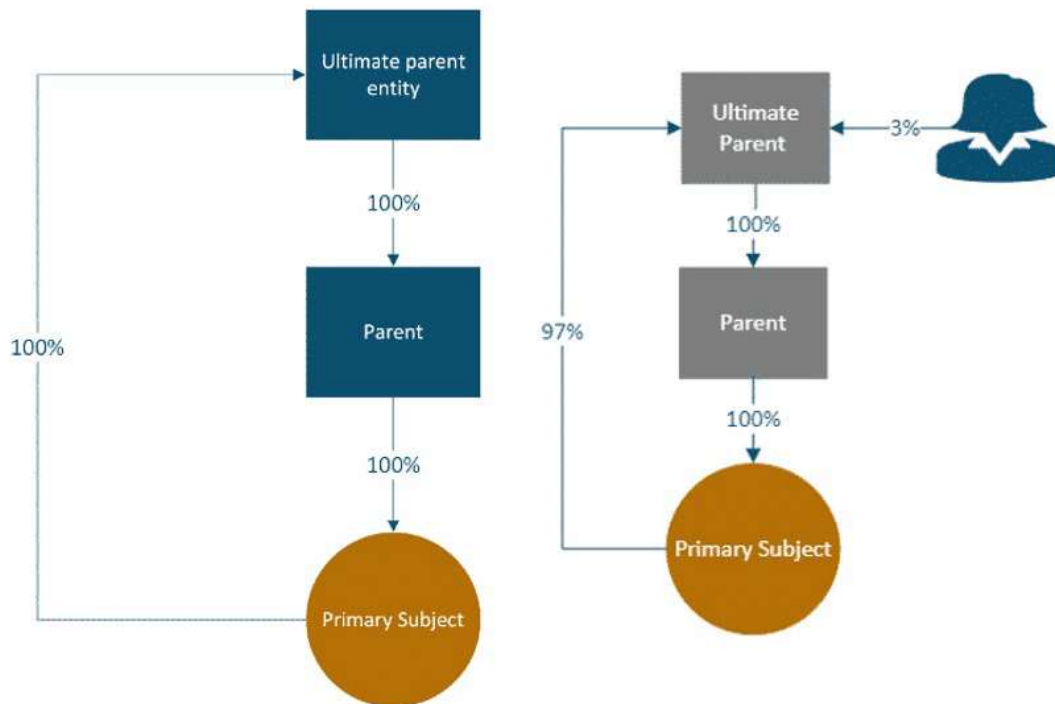 Ultimate parent
entity
100%
Parent
100%
100%
Primary Subject
Ultimate
Parent
3%
100%
Parent
97%
100%
Primary Subject